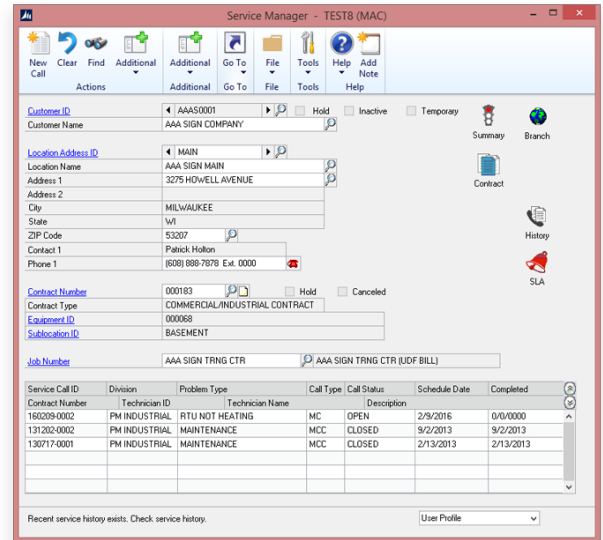 Service Manager - TEST8 (MAC)
New Call Clear Find Additional Additional Go To File Tools Help Add Note
Actions Additional Go To File Tools Help
Customer ID AAAS0001 Hold Inactive Temporary
Customer Name AAA SIGN COMPANY
Summary Branch
Location Address ID MAIN
Location Name AAA SIGN MAIN
Address 1 3275 HOWELL AVENUE
Contract
Address 2
City MILWAUKEE
State WI
ZIP Code 53207
History
Contact 1 Patrick Holton
Phone 1 (608) 888-7878 Ext. 0000
SLA
Contract Number 000183 Hold Canceled
Contract Type COMMERCIAL/INDUSTRIAL CONTRACT
Equipment ID 000068
Sublocation ID BASEMENT
Job Number AAA SIGN TRNG CTR AAA SIGN TRNG CTR (UDF BILL)
Service Call ID Division Problem Type Call Type Call Status Schedule Date Completed
Contract Number Technician ID Technician Name Description
160209-0002 PM INDUSTRIAL RTU NOT HEATING MC OPEN 2/9/2016 0/0/0000
131202-0002 PM INDUSTRIAL MAINTENANCE MCC CLOSED 9/2/2013 9/2/2013
130717-0001 PM INDUSTRIAL MAINTENANCE MCC CLOSED 2/13/2013 2/13/2013
Recent service history exists. Check service history. User Profile